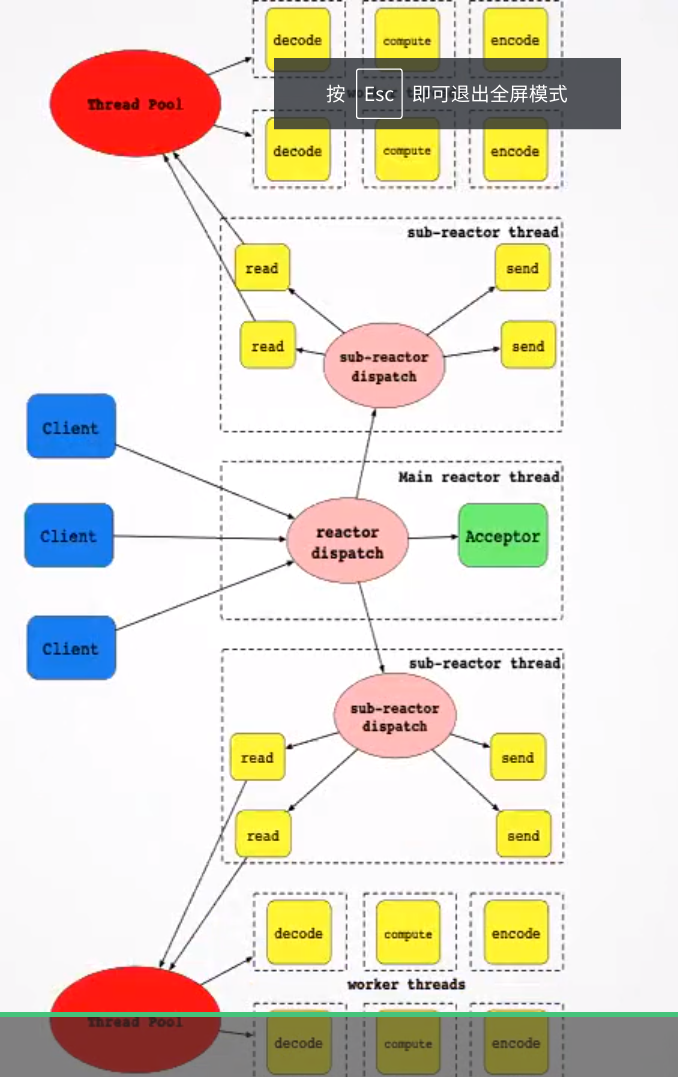 decode
compute
encode
Thread Pool
按 Esc 即可退出全屏模式
decode
compute
encode
sub-reactor thread
read
send
read
sub-reactor
dispatch
send
Client
Main reactor thread
Client
reactor
dispatch
Acceptor
Client
sub-reactor thread
sub-reactor
dispatch
read
send
read
send
decode
compute
encode
worker threads
Thread Pool
decode
compute
encode